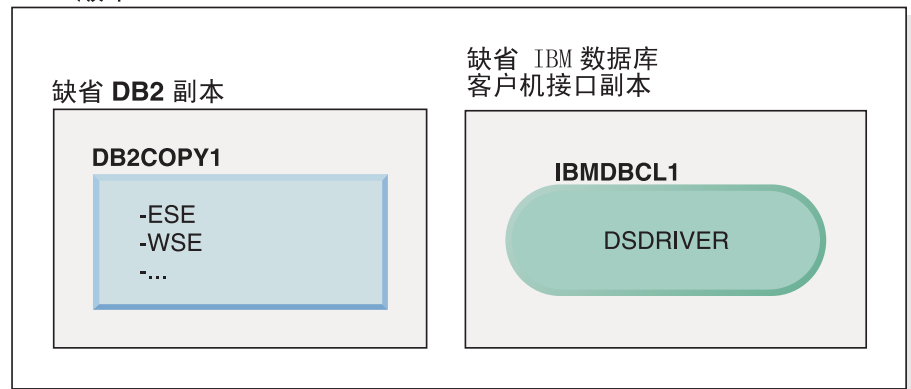 缺省 DB2 副本
DB2COPY1
-ESE
-WSE
-...
缺省 IBM 数据库
客户机接口副本
IBMDBCL1
DSDRIVER